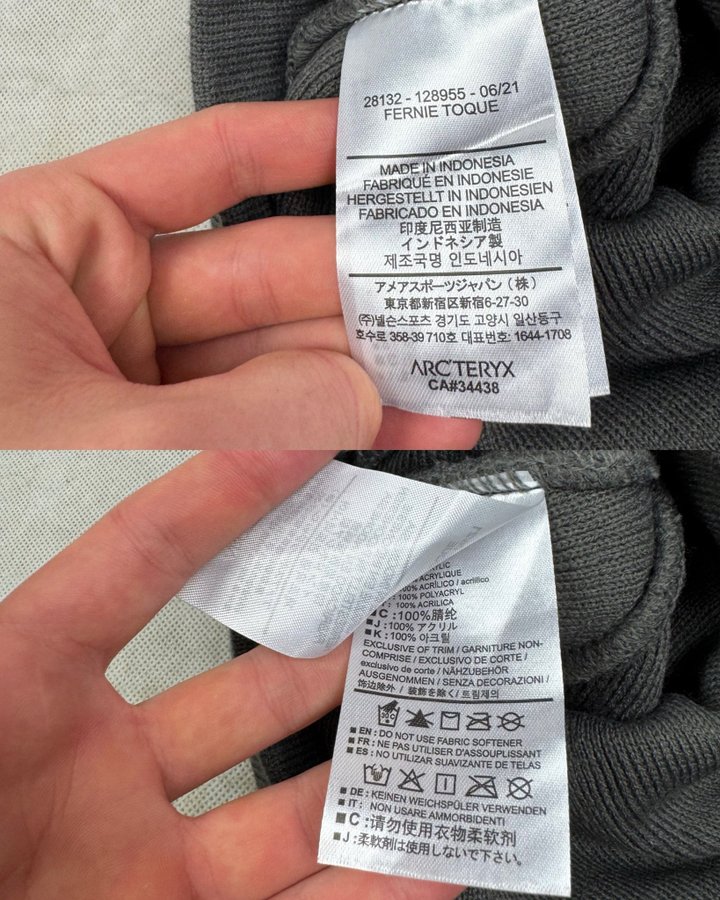 28132 - 128955 - 06/21
FERNIE TOQUE
MADE IN INDONESIA
FABRIQUÉ EN INDONESIE
HERGESTELLT IN INDONESIEN
FABRICADO EN INDONESIA
印度尼西亚制造
インドネシア製
제조국명 인도네시아
アメアスポーツジャパン（株）
東京都新宿区新宿6-27-30
(주)넬슨스포츠 경기도 고양시 일산동구
호수로 358-39 710호 대표번호: 1644-1708
ARC'TERYX
CA#34438
ACRYLIQUE
100% ACRÍLICO / acrílico
: 100% POLYACRYL
: 100% ACRILICA
■ C :100%腈纶
■ J :100% アクリル
■ K :100% 아크릴
EXCLUSIVE OF TRIM / GARNITURE NON-
COMPRISE / EXCLUSIVO DE CORTE /
exclusivo de corte / NÄHZUBEHÖR
AUSGENOMMEN / SENZA DECORAZIONI /
饰边除外 / 装飾を除く / 트림제외
30°C
■ EN : DO NOT USE FABRIC SOFTENER
■ FR : NE PAS UTILISER D'ASSOUPLISSANT
■ ES : NO UTILIZAR SUAVIZANTE DE TELAS
■ DE : KEINEN WEICHSPÜLER VERWENDEN
■ IT : NON USARE AMMORBIDENTI
■ C :请勿使用衣物柔软剂
■ J :柔軟剤は使用しないで下さい。